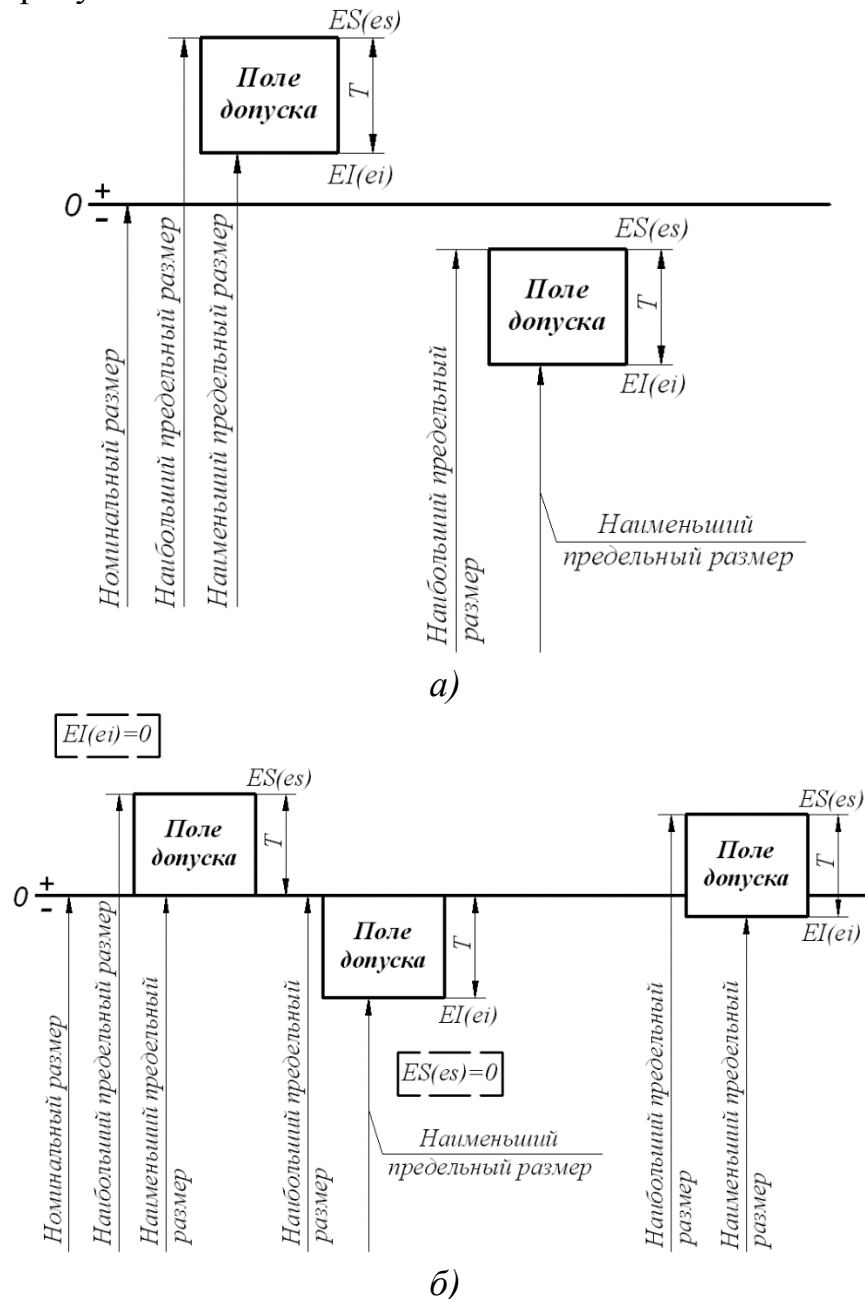 ES(es)
Поле
допуска
T
EI(ei)
0 + -
ES(es)
Поле
допуска
T
EI(ei)
Номинальный размер
Наибольший предельный размер
Наименьший предельный размер
Наибольший предельный
размер
Наименьший
предельный размер
а)
EI(ei)=0
ES(es)
Поле
допуска
T
ES(es)
Поле
допуска
T
EI(ei)
0 + -
Поле
допуска
T
EI(ei)
ES(es)=0
Номинальный размер
Наибольший предельный размер
Наименьший предельный
размер
Наибольший предельный
размер
Наименьший
предельный размер
Наибольший предельный
размер
Наименьший предельный
размер
б)